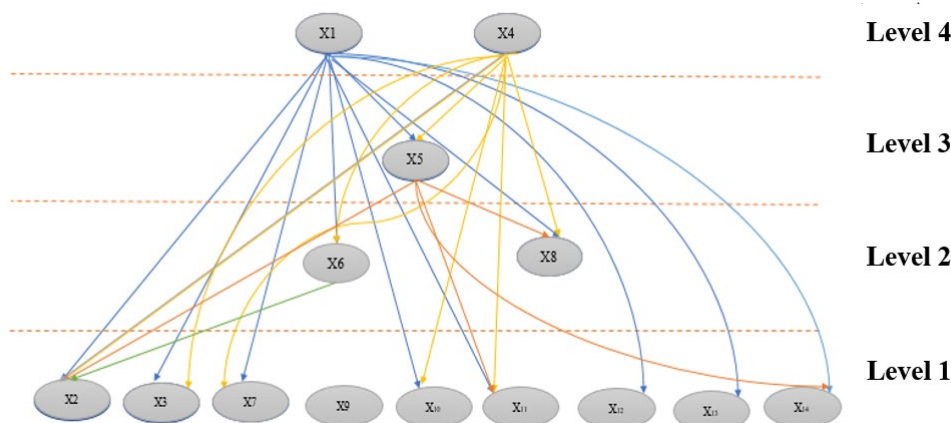 X1 X4 Level 4
X5 Level 3
X6 X8 Level 2
X2 X3 X7 X9 X10 X11 X12 X13 X14 Level 1